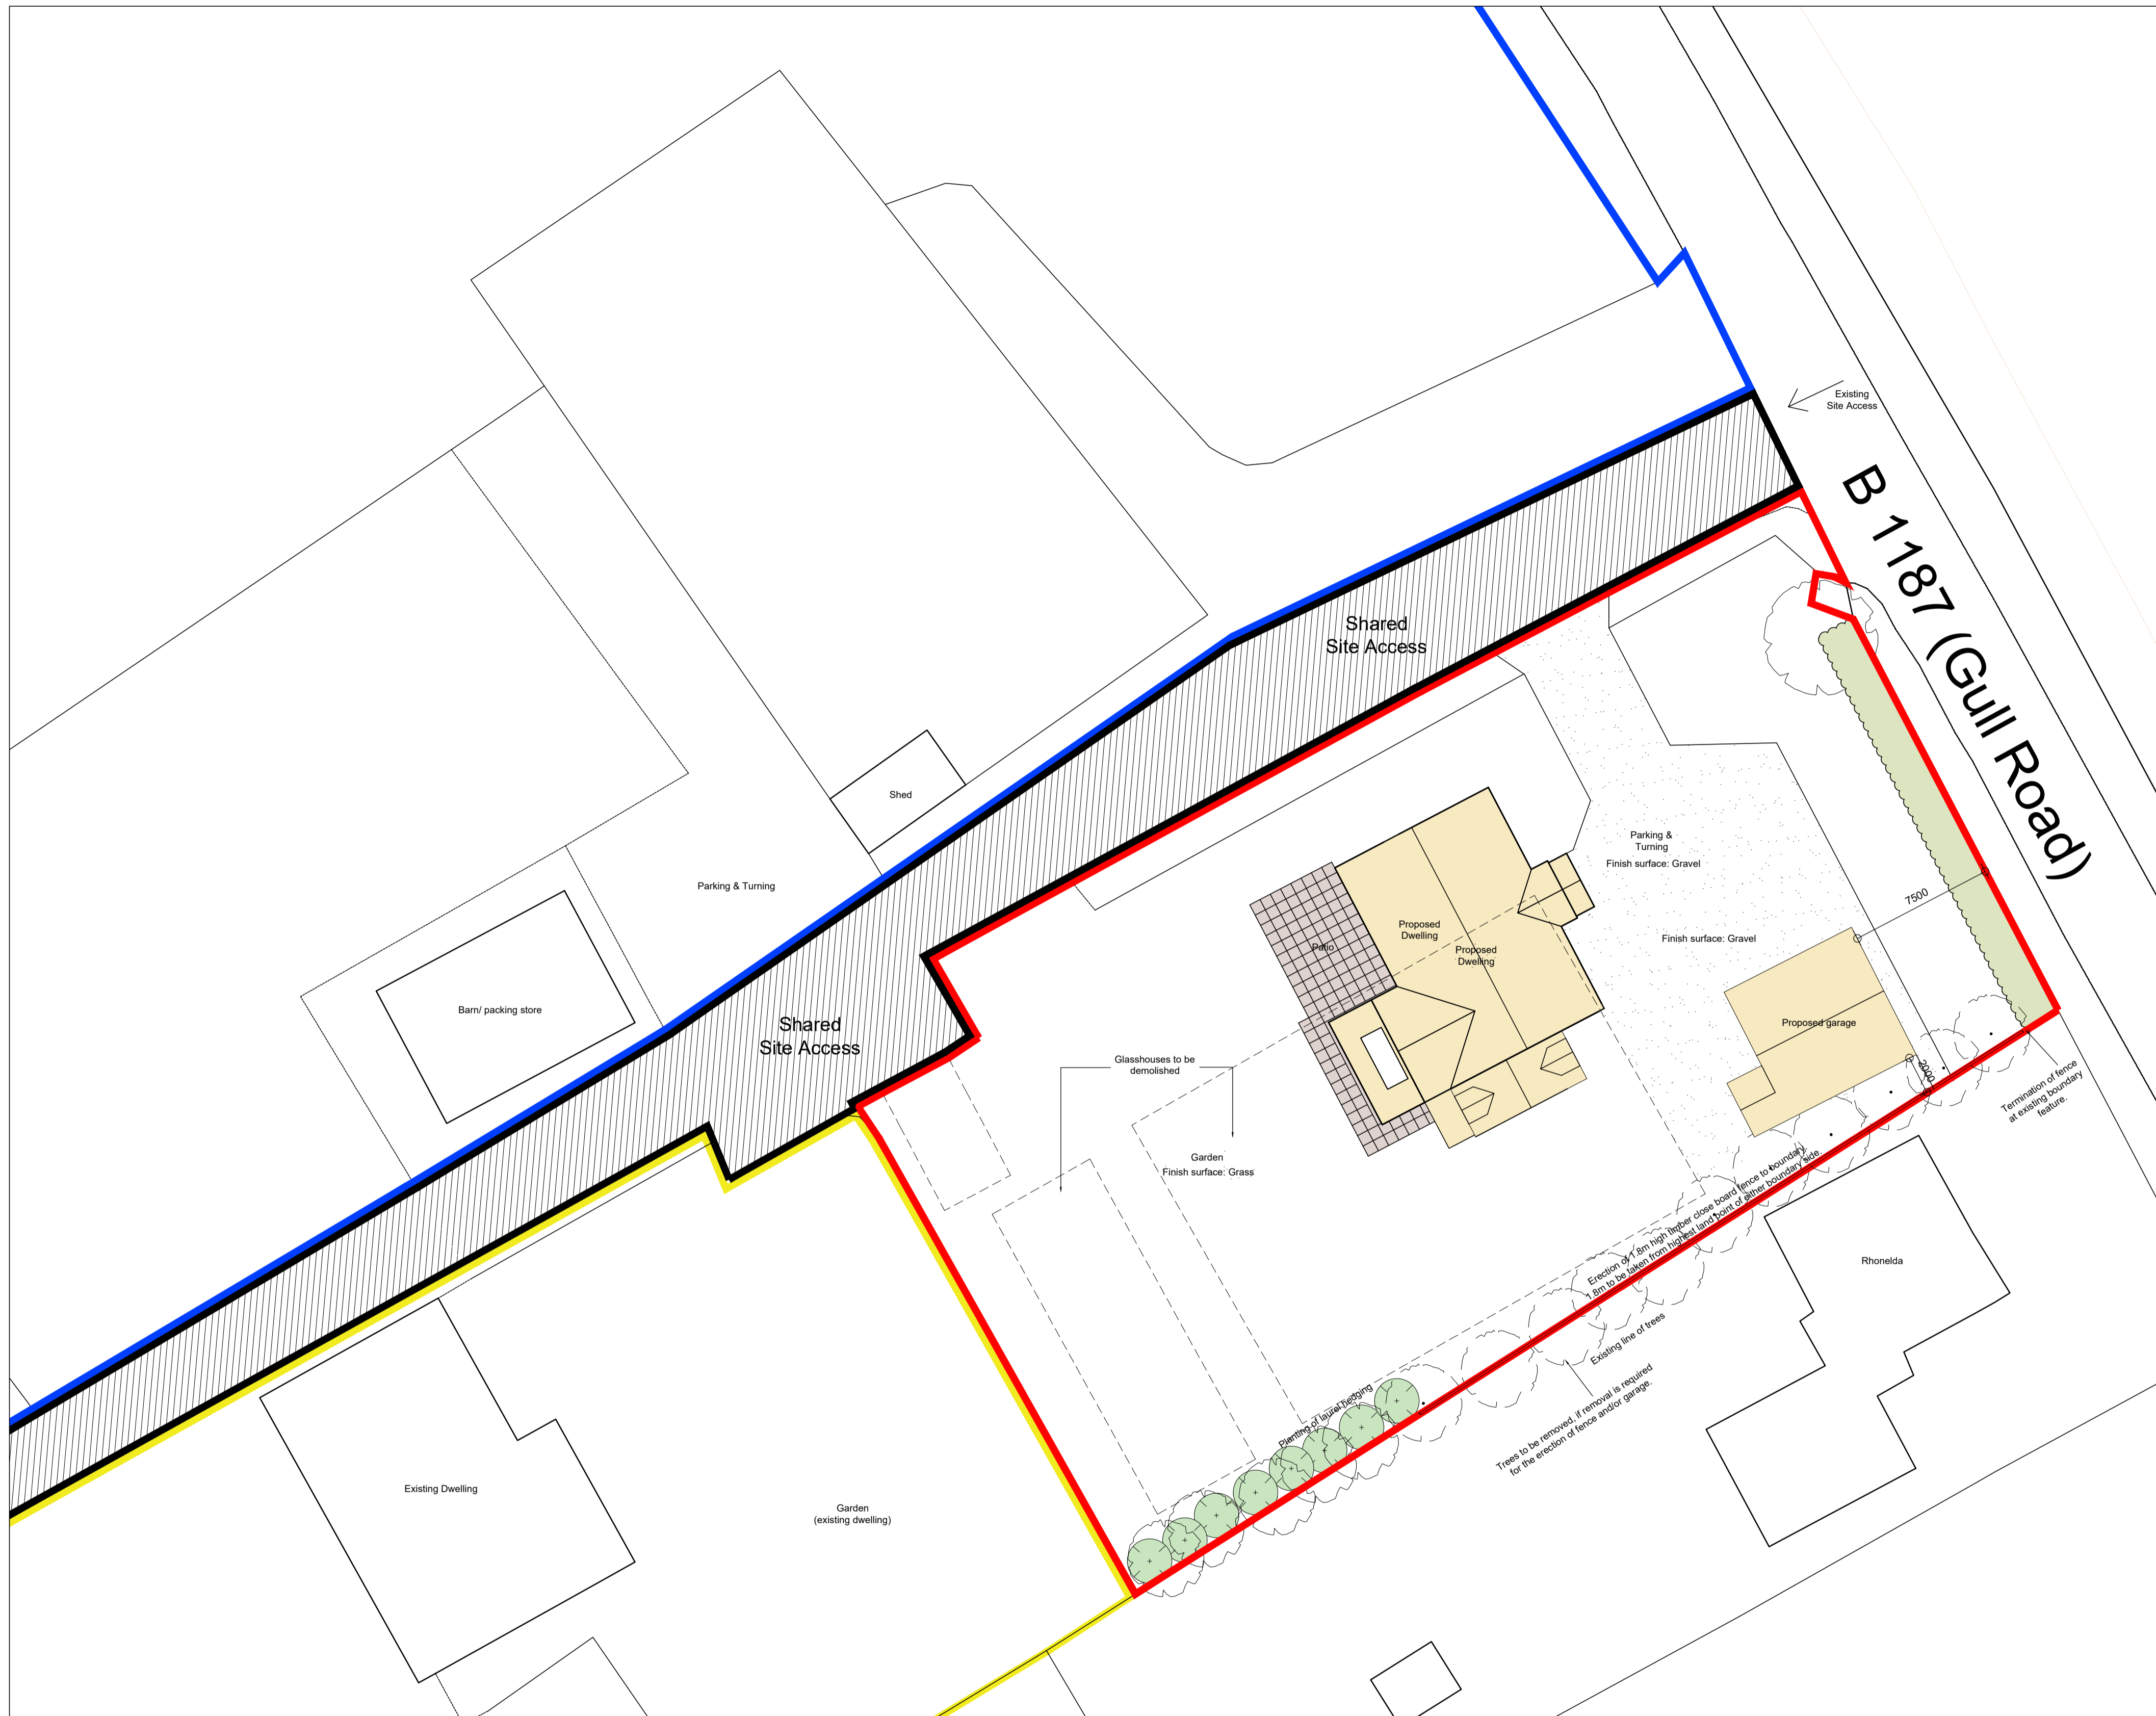 Existing
Site Access
B 1187 (Gull Road)
Shared
Site Access
Shed
Parking &
Turning
Finish surface: Gravel
Parking & Turning
7500
Proposed
Dwelling
Patio
Proposed
Dwelling
Finish surface: Gravel
Barn/ packing store
Shared
Site Access
Proposed garage
Glasshouses to be
demolished
2000
Termination of fence
at existing boundary
feature.
Garden
Finish surface: Grass
Erection of 1.8m high timber close board fence to boundary.
1.8m to be taken from highest land point of either boundary side.
Rhonelda
Existing line of trees
Trees to be removed, if removal is required
for the erection of fence and/or garage.
Planting of laurel hedging
Existing Dwelling
Garden
(existing dwelling)